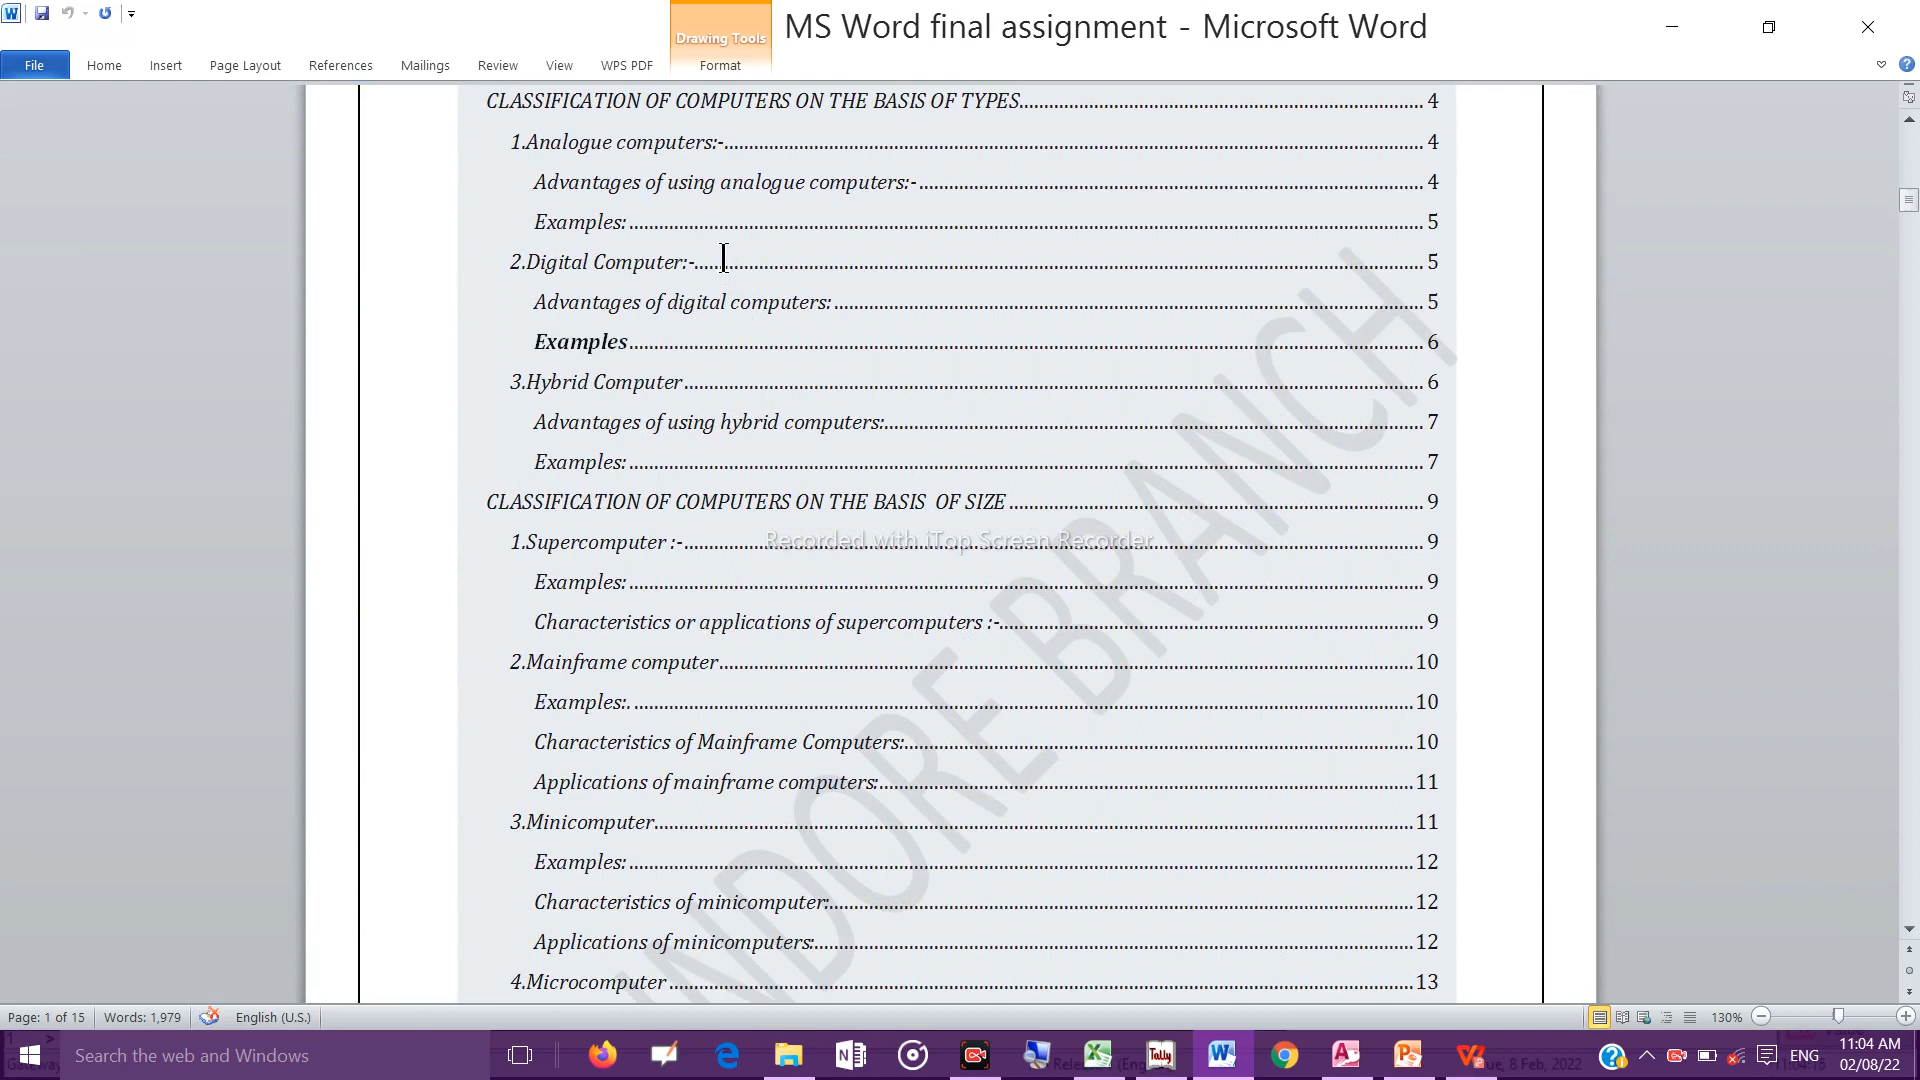 Drawing Tools
MS Word final assignment - Microsoft Word
File Home Insert Page Layout References Mailings Review View WPS PDF Format
CLASSIFICATION OF COMPUTERS ON THE BASIS OF TYPES 4
1.Analogue computers:- 4
Advantages of using analogue computers:- 4
Examples: 5
2.Digital Computer:- 5
Advantages of digital computers: 5
Examples 6
3.Hybrid Computer 6
Advantages of using hybrid computers: 7
Examples: 7
CLASSIFICATION OF COMPUTERS ON THE BASIS OF SIZE 9
1.Supercomputer :- 9
Recorded with iTop Screen Recorder
Examples: 9
Characteristics or applications of supercomputers :- 9
2.Mainframe computer 10
Examples:. 10
Characteristics of Mainframe Computers: 10
Applications of mainframe computers: 11
3.Minicomputer 11
Examples: 12
Characteristics of minicomputer: 12
Applications of minicomputers: 12
4.Microcomputer 13
INDORE BRANCH
Page: 1 of 15 Words: 1,979 English (U.S.) 130%
Search the web and Windows
Tally
ENG
11:04 AM
02/08/22